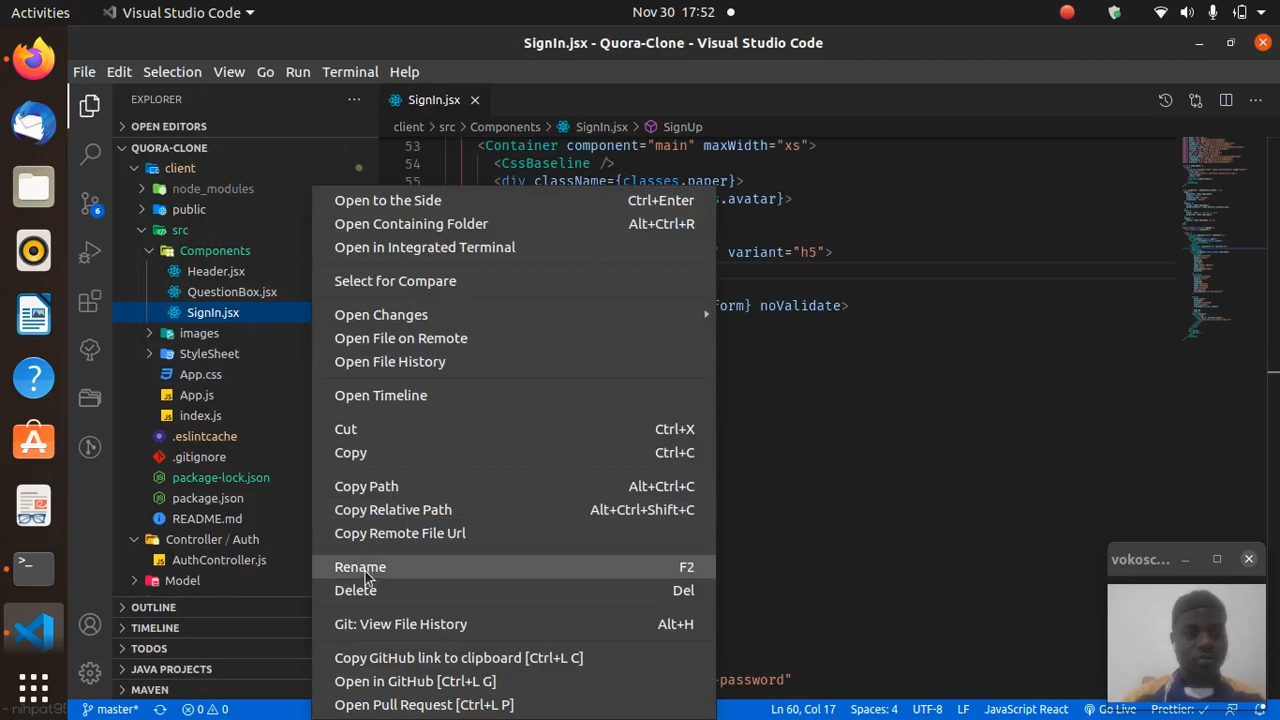 Activities
Visual Studio Code
Nov 30 17:52
SignIn.jsx - Quora-Clone - Visual Studio Code
File Edit Selection View Go Run Terminal Help
EXPLORER
OPEN EDITORS
QUORA-CLONE
client
node_modules
public
src
Components
Header.jsx
QuestionBox.jsx
SignIn.jsx
images
StyleSheet
App.css
App.js
index.js
.eslintcache
.gitignore
package-lock.json
package.json
README.md
Controller / Auth
AuthController.js
Model
OUTLINE
TIMELINE
TODOS
JAVA PROJECTS
MAVEN
6
SignIn.jsx
client > src > Components > SignIn.jsx > SignUp
53 <Container component="main" maxWidth="xs">
54 <CssBaseline />
55 <div className={classes.paper}>
.avatar}>
" variant="h5">
orm} noValidate>
-password"
Open to the Side Ctrl+Enter
Open Containing Folder Alt+Ctrl+R
Open in Integrated Terminal
Select for Compare
Open Changes
Open File on Remote
Open File History
Open Timeline
Cut Ctrl+X
Copy Ctrl+C
Copy Path Alt+Ctrl+C
Copy Relative Path Alt+Ctrl+Shift+C
Copy Remote File Url
Rename F2
Delete Del
Git: View File History Alt+H
Copy GitHub link to clipboard [Ctrl+L C]
Open in GitHub [Ctrl+L G]
Open Pull Request [Ctrl+L P]
vokosc...
master* 0 0
Ln 60, Col 17 Spaces: 4 UTF-8 LF JavaScript React Go Live Prettier: ✓